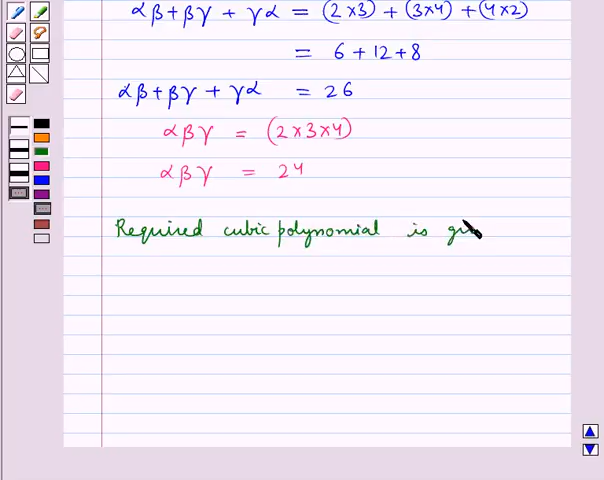 αβ+βγ + γα = (2×3) + (3×4) + (4×2)
= 6+12+8
αβ+βγ + γα = 26
αβγ = (2×3×4)
αβγ = 24
Required cubic polynomial is